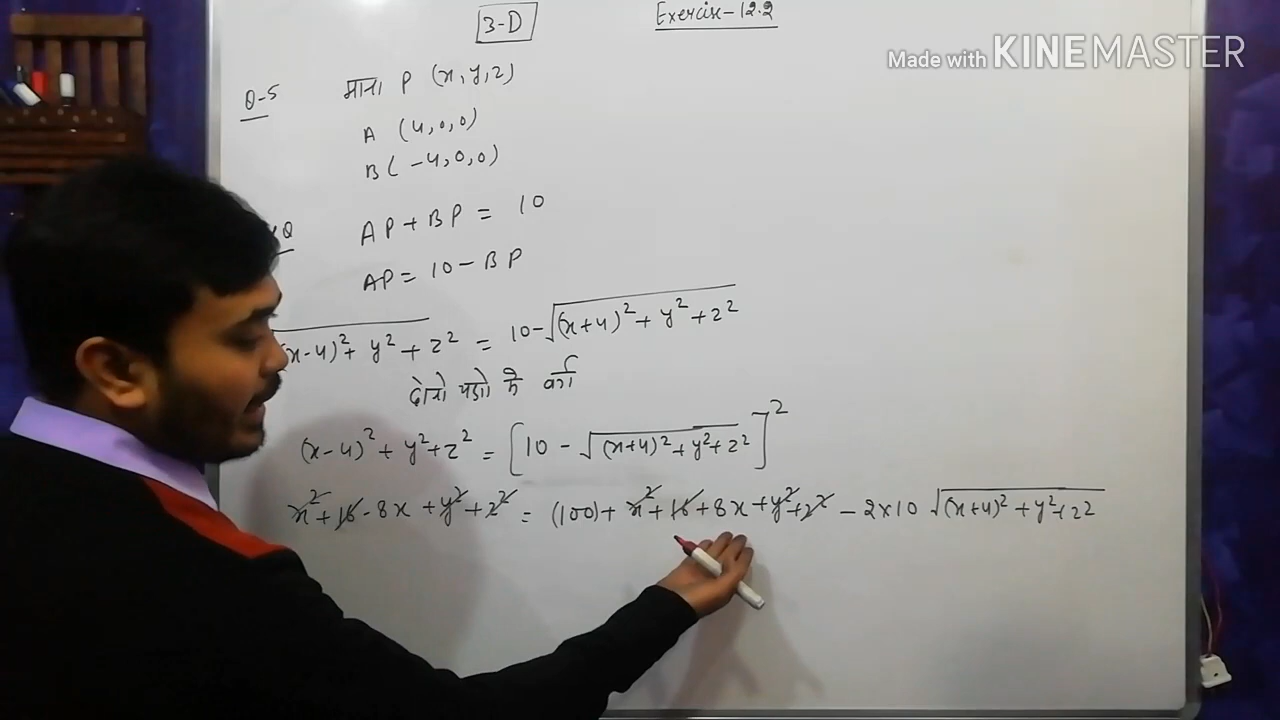 3-D
Exercise-12.2
Made with KINEMASTER
Q-5 माना P (x, y, z)
A (4,0,0)
B (-4,0,0)
AP + BP = 10
AP = 10 - BP
(x-4)² + y² + z² = 10 - √(x+4)² + y² + z²
दोनो पक्षो के वर्ग
(x-4)² + y² + z² = [10 - √(x+4)² + y² + z²]²
x² + 16 - 8x + y² + z² = (100) + x² + 16 + 8x + y² + z² - 2×10 √(x+4)² + y² + z²